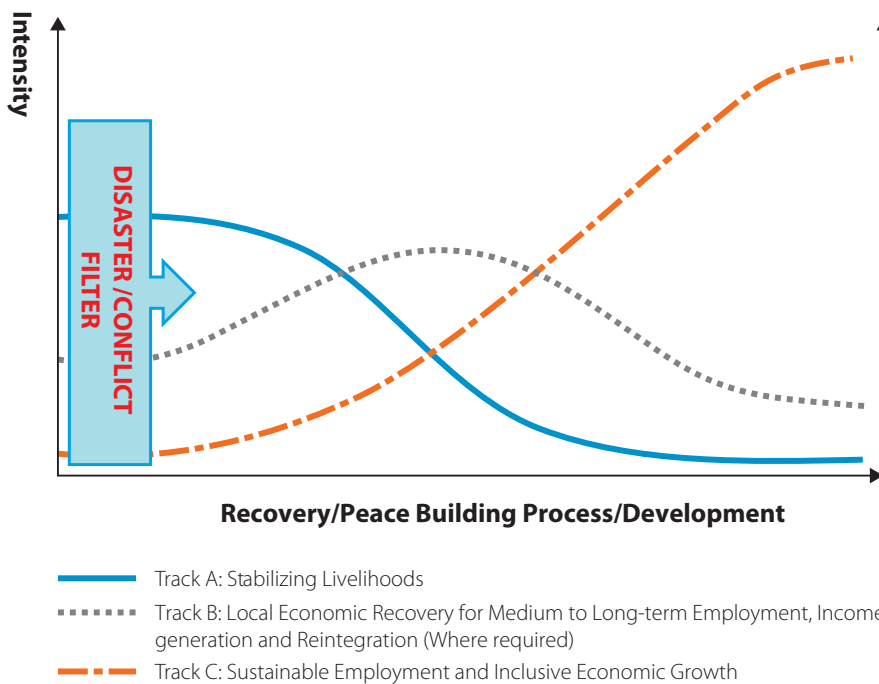 Intensity
DISASTER /CONFLICT
FILTER
Recovery/Peace Building Process/Development
Track A: Stabilizing Livelihoods
Track B: Local Economic Recovery for Medium to Long-term Employment, Income
generation and Reintegration (Where required)
Track C: Sustainable Employment and Inclusive Economic Growth